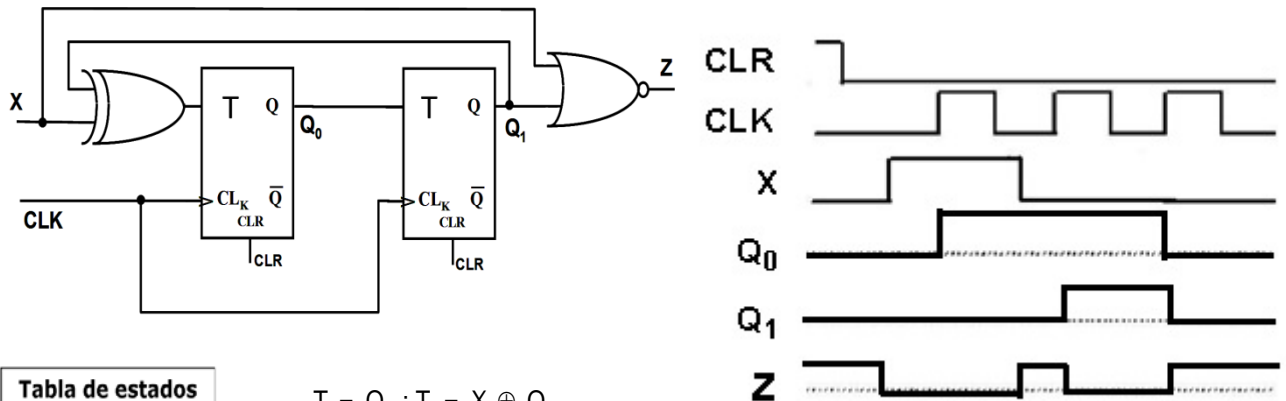 X
CLK
T Q
Q0
CLK Q̅
CLR
CLR
T Q
Q1
CLK Q̅
CLR
CLR
Z
CLR
CLK
X
Q0
Q1
Z
Tabla de estados